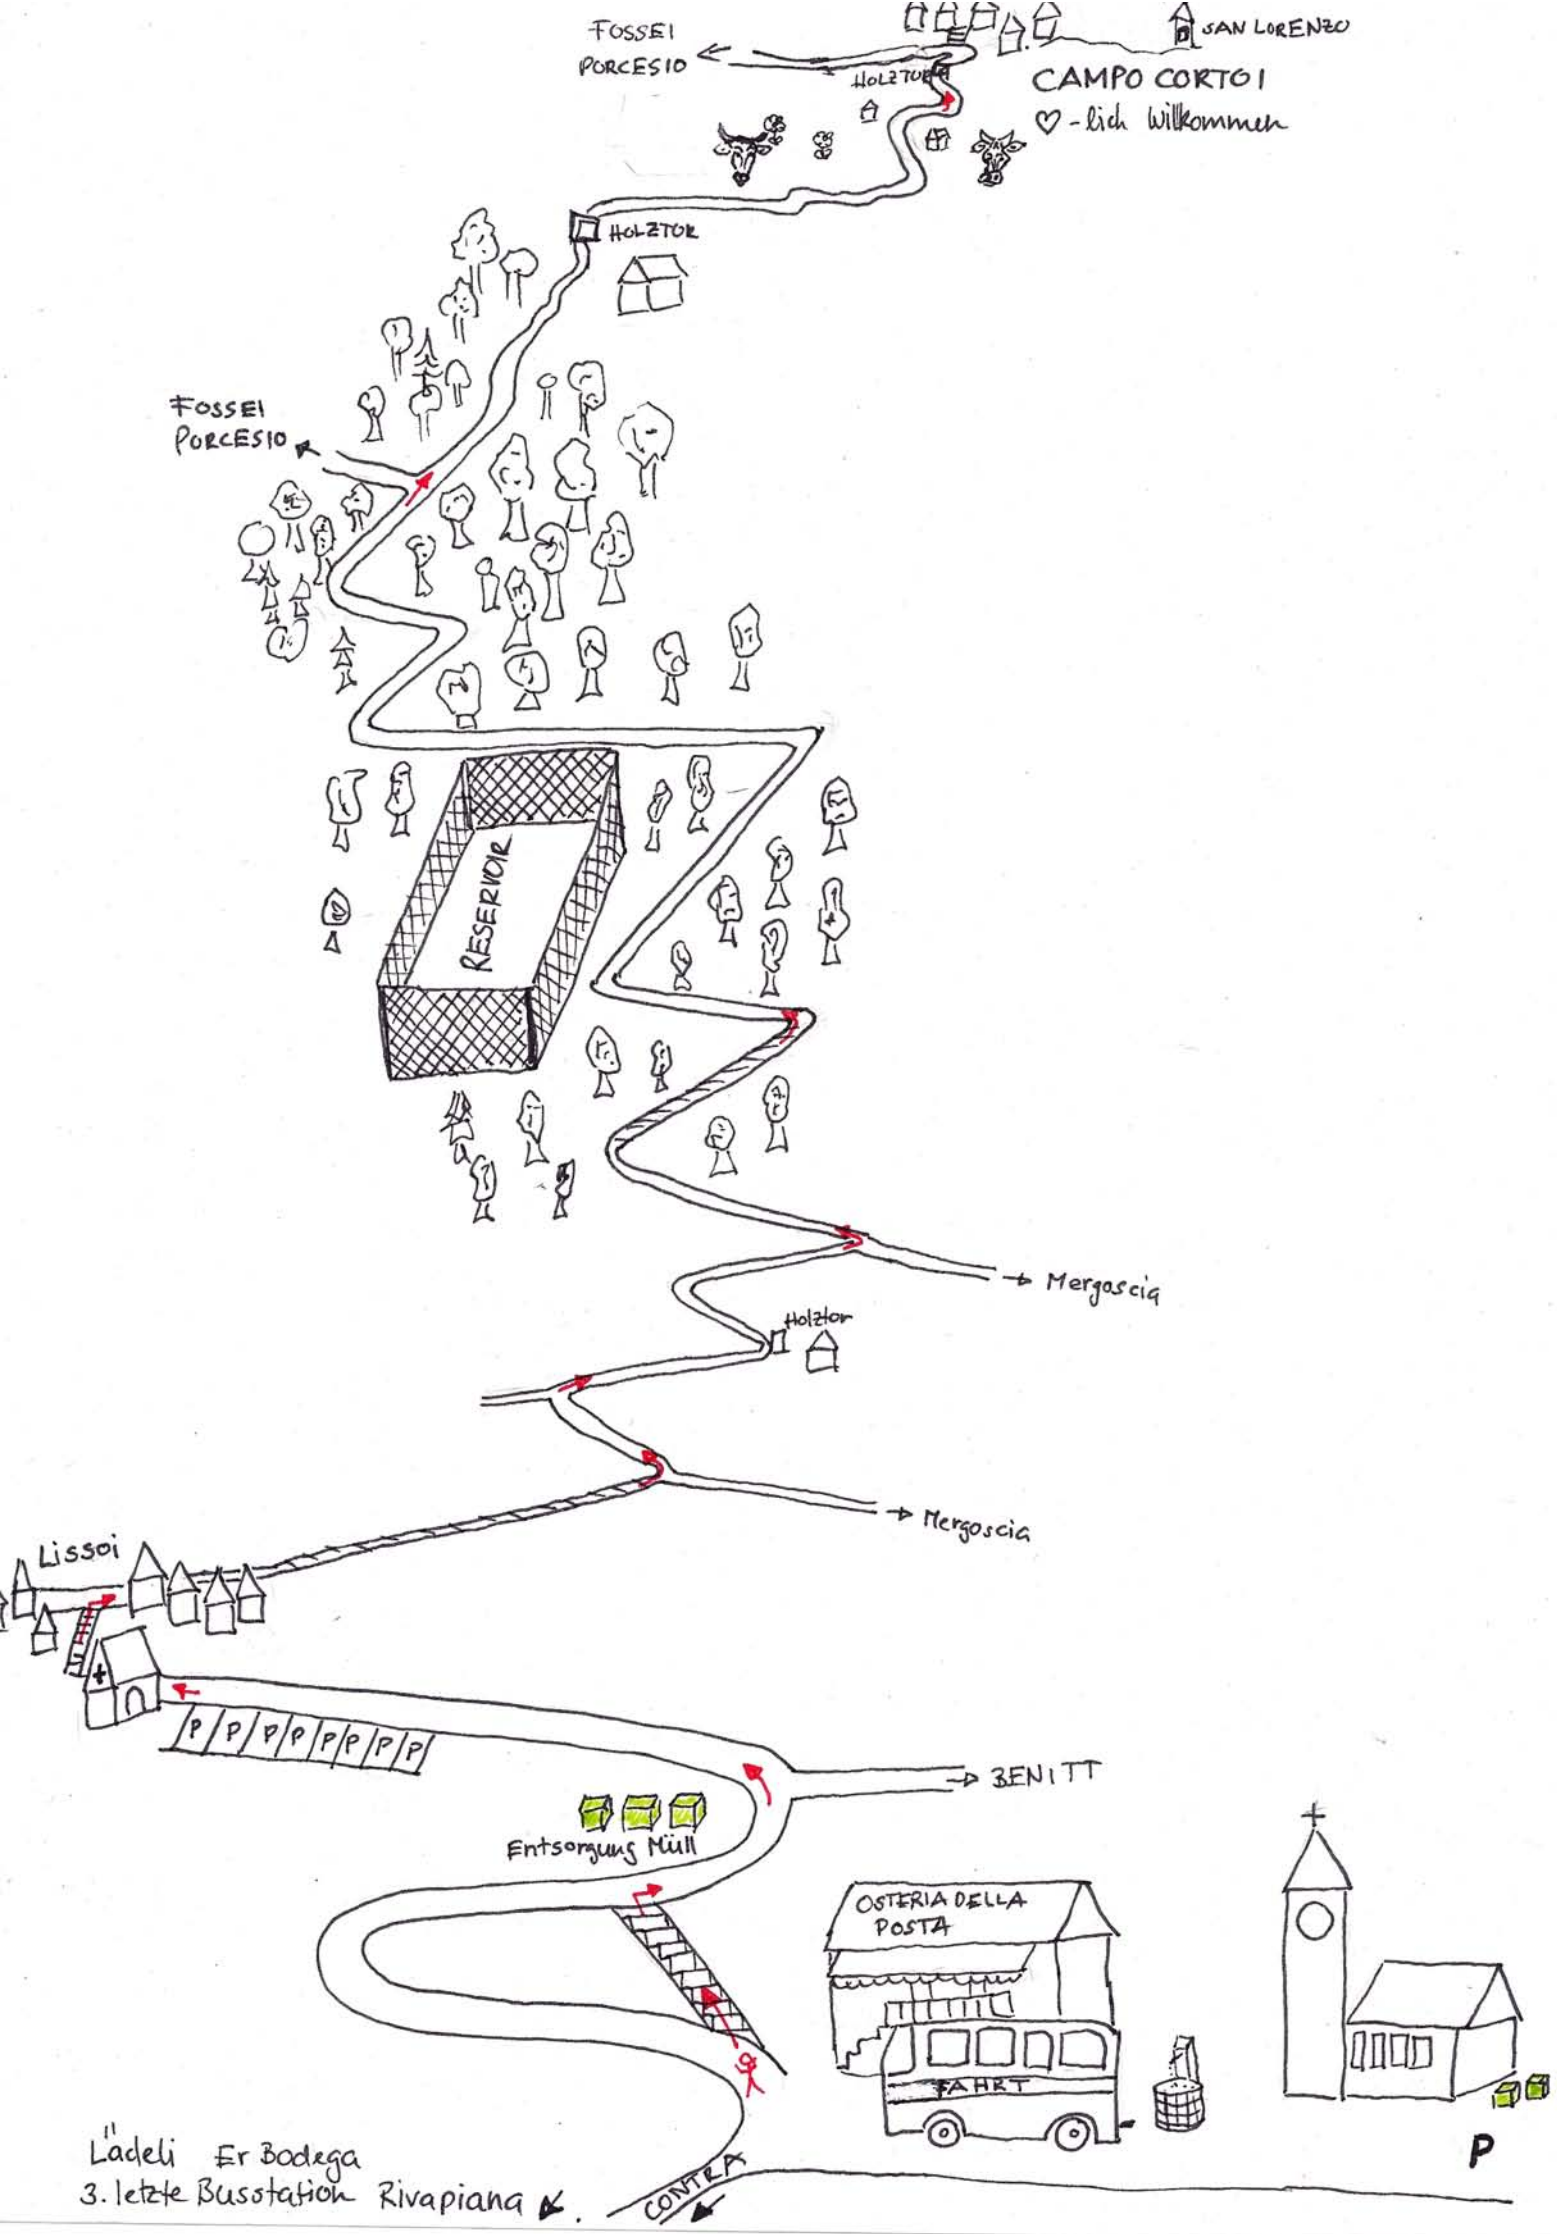 FOSSEI
PORCESIO
SAN LORENZO
HOLZTOR
CAMPO CORTOI
♡-lich Willkommen
HOLZTOR
FOSSEI
PORCESIO
RESERVOIR
Mergoscia
Holztor
Mergoscia
Lissoi
P P P P P P P P
BENITT
Entsorgung Müll
OSTERIA DELLA
POSTA
FAHRT
P
Lädeli Er Bodega
3. letzte Busstation Rivapiana
CONTRA